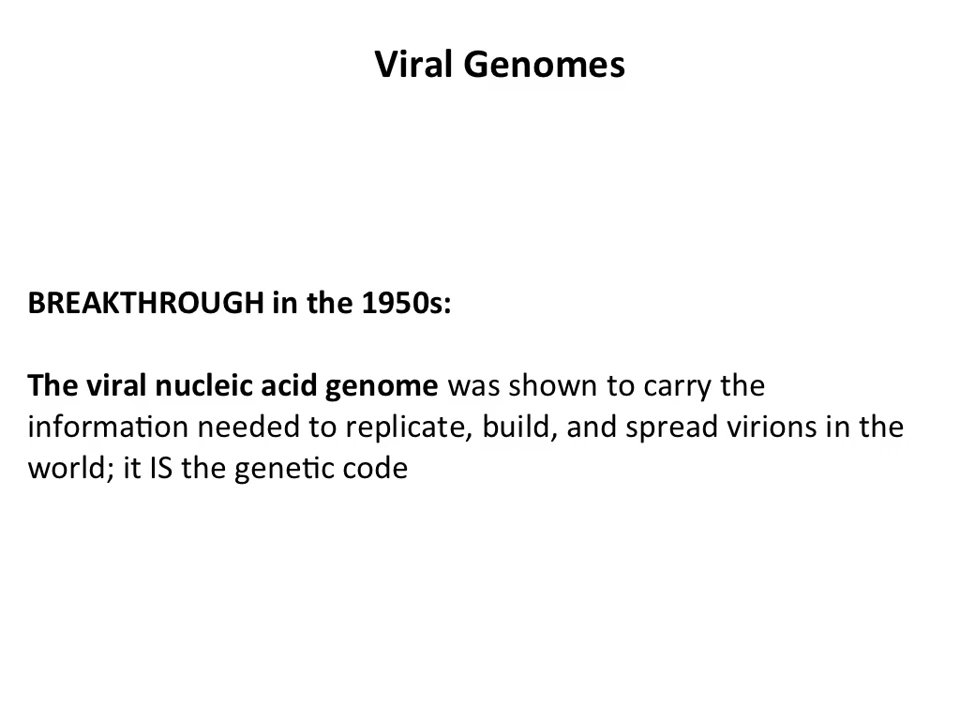 Viral Genomes
BREAKTHROUGH in the 1950s:
The viral nucleic acid genome was shown to carry the
information needed to replicate, build, and spread virions in the
world; it IS the genetic code